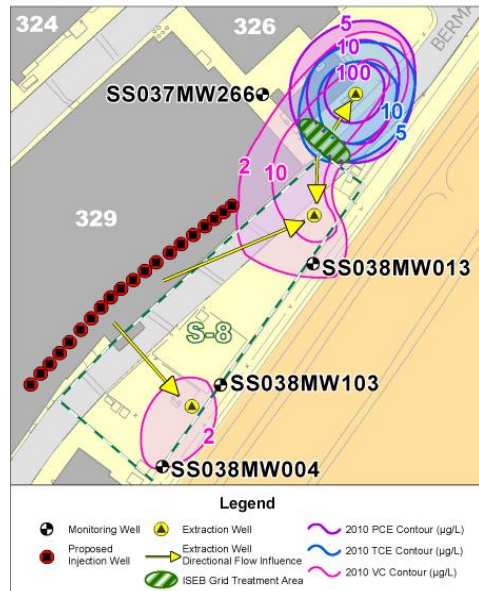 324
326
5
10
100
BERMA
SS037MW266
10
5
2
10
329
SS038MW013
S-8
SS038MW103
2
SS038MW004
Legend
Monitoring Well
Extraction Well
2010 PCE Contour (µg/L)
Proposed
Injection Well
Extraction Well
Directional Flow Influence
2010 TCE Contour (µg/L)
ISEB Grid Treatment Area
2010 VC Contour (µg/L)